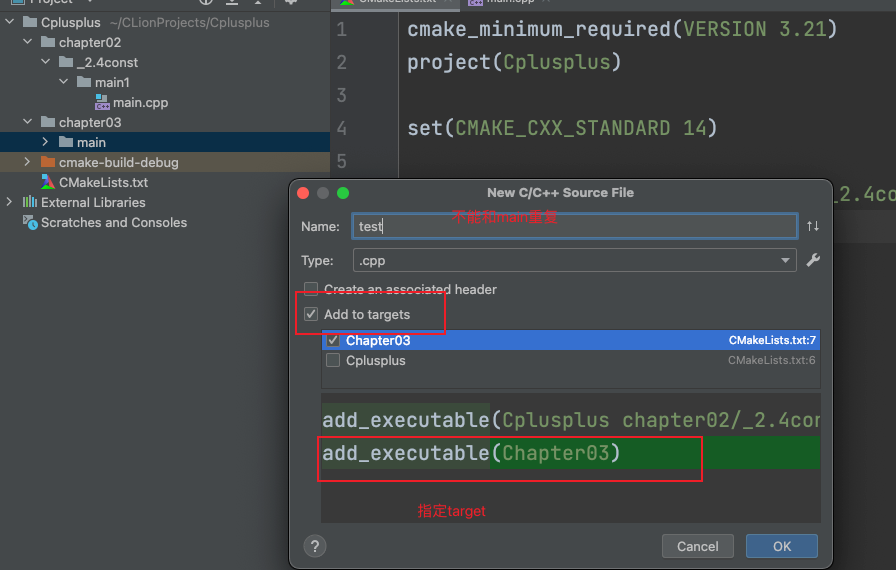 Project
CMakeLists.txt
main.cpp
Cplusplus ~/CLionProjects/Cplusplus
chapter02
_2.4const
main1
main.cpp
chapter03
main
cmake-build-debug
CMakeLists.txt
External Libraries
Scratches and Consoles
1 cmake_minimum_required(VERSION 3.21)
2 project(Cplusplus)
3
4 set(CMAKE_CXX_STANDARD 14)
5
_2.4co
New C/C++ Source File
Name: test
不能和main重复
Type: .cpp
Create an associated header
Add to targets
Chapter03 CMakeLists.txt:7
Cplusplus CMakeLists.txt:6
add_executable(Cplusplus chapter02/_2.4con
add_executable(Chapter03)
指定target
? Cancel OK